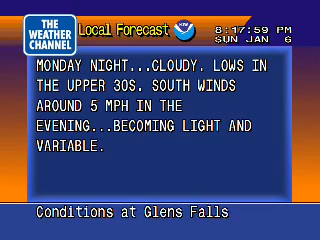 THE
WEATHER
CHANNEL
Local Forecast
8:17:59 PM
SUN JAN 6
MONDAY NIGHT...CLOUDY. LOWS IN
THE UPPER 30S. SOUTH WINDS
AROUND 5 MPH IN THE
EVENING...BECOMING LIGHT AND
VARIABLE.
Conditions at Glens Falls